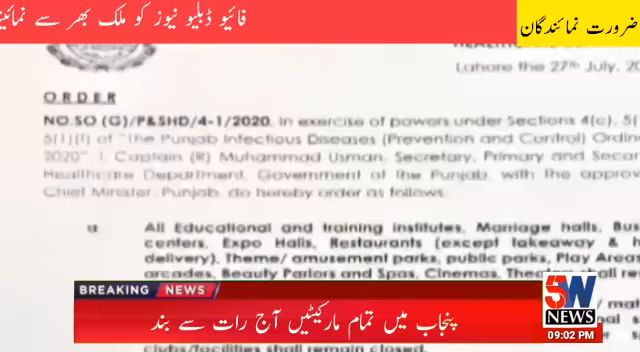 فائیو ڈبلیو نیوز کو ملک بھر سے
ضرورت نمائندگان
Lahore the 27th July, 20
ORDER
NO.SO (G)/P&SHD/4-1/2020. In exercise of powers under Sections 4(c), 5(
5(1)(f) of "The Punjab Infectious Diseases (Prevention and Control) Ordin
2020" I, Captain (R) Muhammad Usman, Secretary, Primary and Secon
Healthcare Department, Government of the Punjab, with the approv
Chief Minister, Punjab, do hereby order as follows
a. All Educational and training institutes, Marriage halls, Bus
centers, Expo Halls, Restaurants (except takeaway & h
delivery), Theme/ amusement parks, public parks, Play Areas
arcades, Beauty Parlors and Spas, Cinemas, shall
BREAKING NEWS
پنجاب میں تمام مارکیٹیں آج رات سے بند
5W
NEWS
09:02 PM
clubs/facilities shall remain closed.